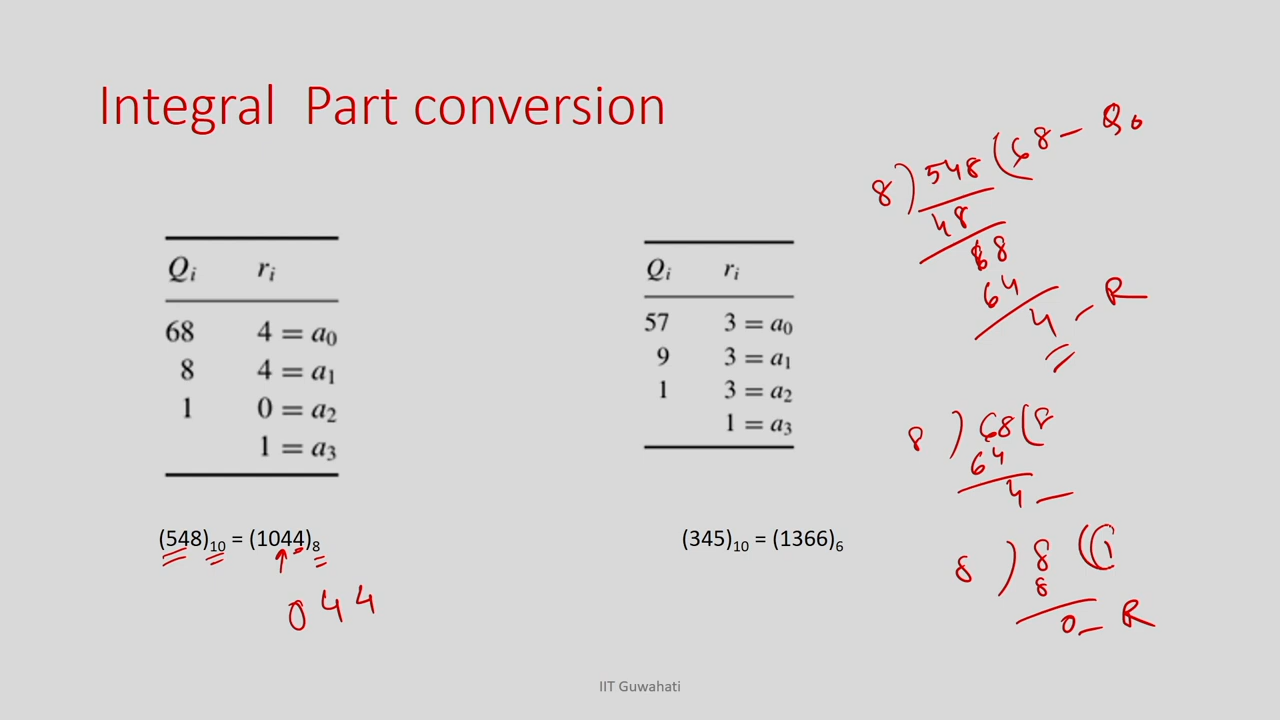 Integral Part conversion
Qi ri
68 4 = a0
8 4 = a1
1 0 = a2
1 = a3
(548)10 = (1044)8
0 4 4
Qi ri
57 3 = a0
9 3 = a1
1 3 = a2
1 = a3
(345)10 = (1366)6
8 ) 548 ( 68 - Q0
48
68
64
4 - R
8 ) 68 ( 8
64
4 -
8 ) 8 ( 1
8
0 - R
IIT Guwahati